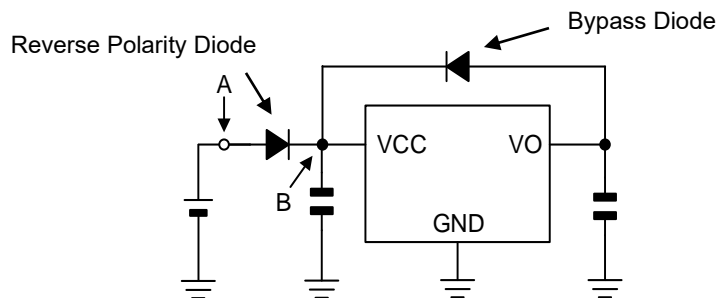 Bypass Diode
Reverse Polarity Diode
A
VCC
VO
B
GND